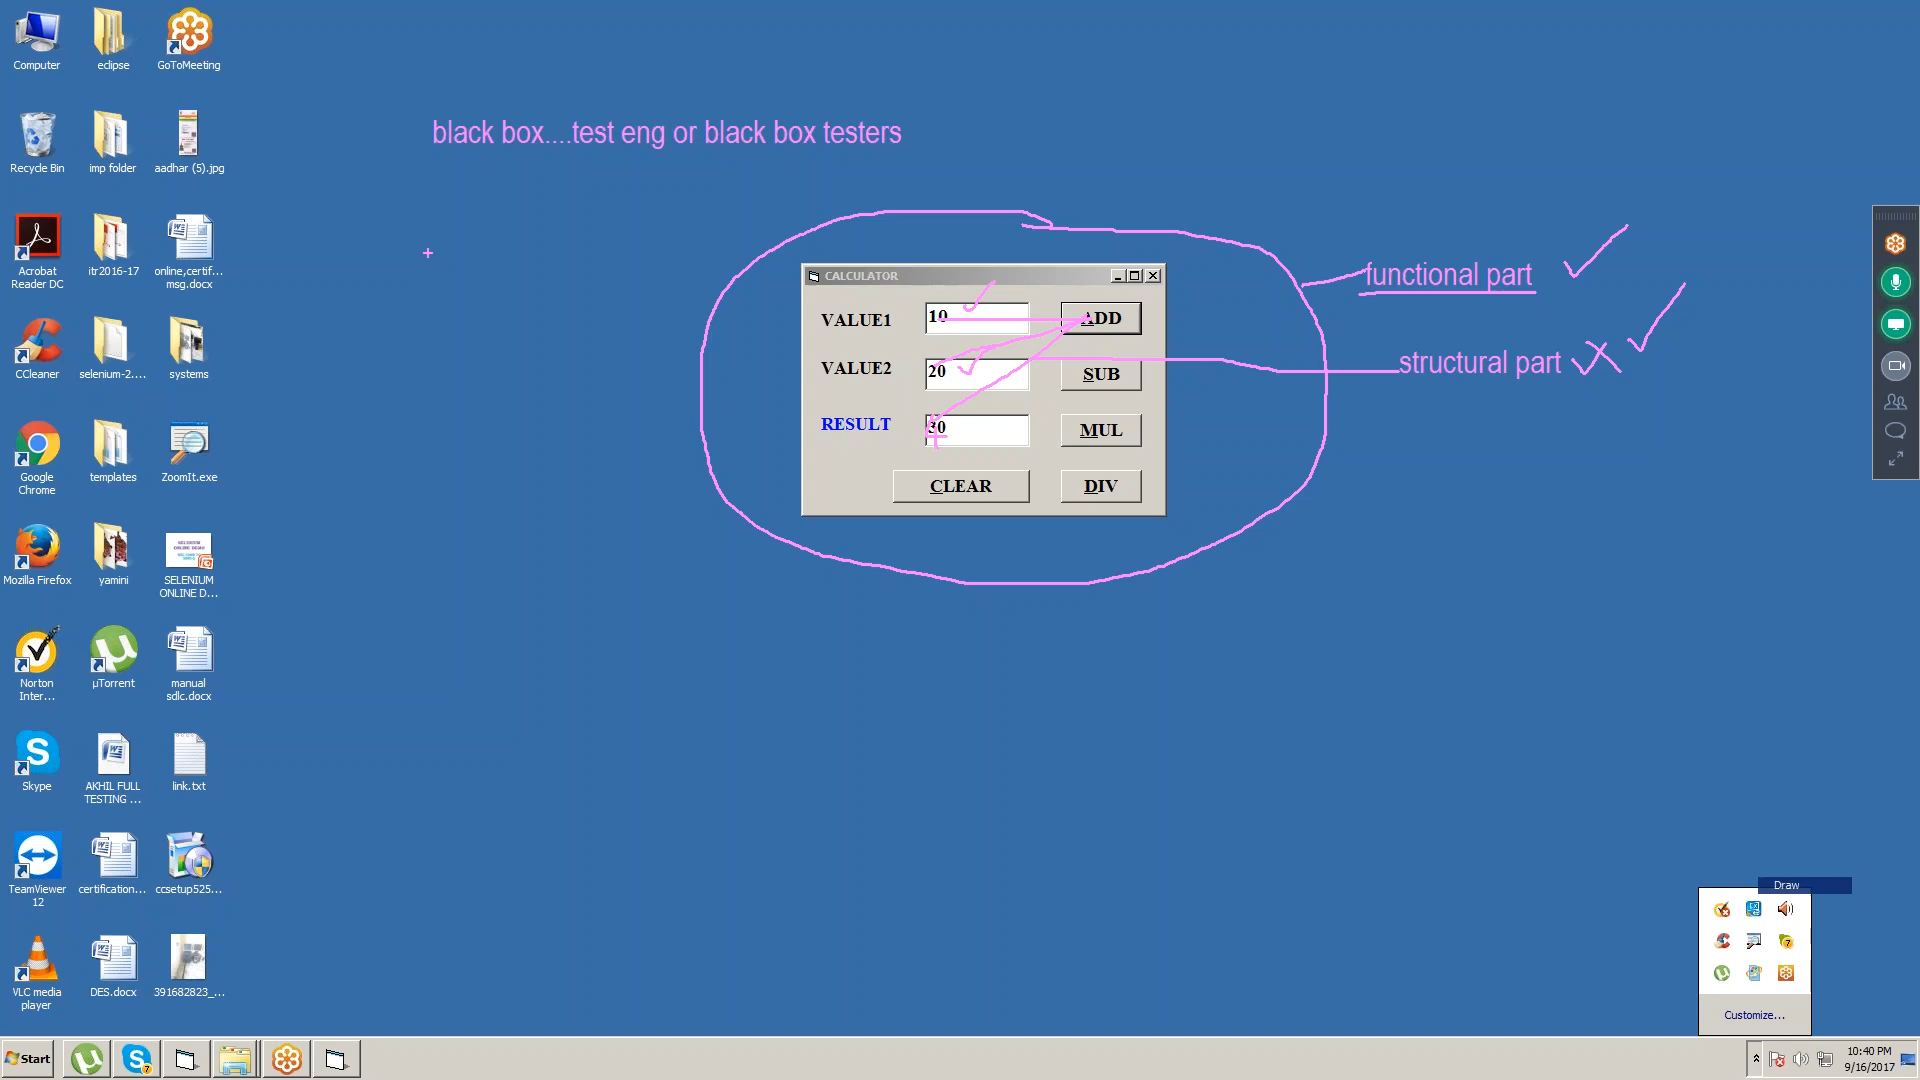 Computer
eclipse
GoToMeeting
Recycle Bin
imp folder
aadhar (5).jpg
Acrobat
Reader DC
itr2016-17
online,certif...
msg.docx
CCleaner
selenium-2....
systems
Google
Chrome
templates
ZoomIt.exe
Mozilla Firefox
yamini
SELENIUM
ONLINE D...
Norton
Inter...
µTorrent
manual
sdlc.docx
Skype
AKHIL FULL
TESTING ...
link.txt
TeamViewer
12
certification...
ccsetup525...
VLC media
player
DES.docx
391682823_...
black box....test eng or black box testers
CALCULATOR
VALUE1 10 ADD
VALUE2 20 SUB
RESULT 30 MUL
CLEAR DIV
functional part
structural part
Draw
Customize...
Start
10:40 PM
9/16/2017